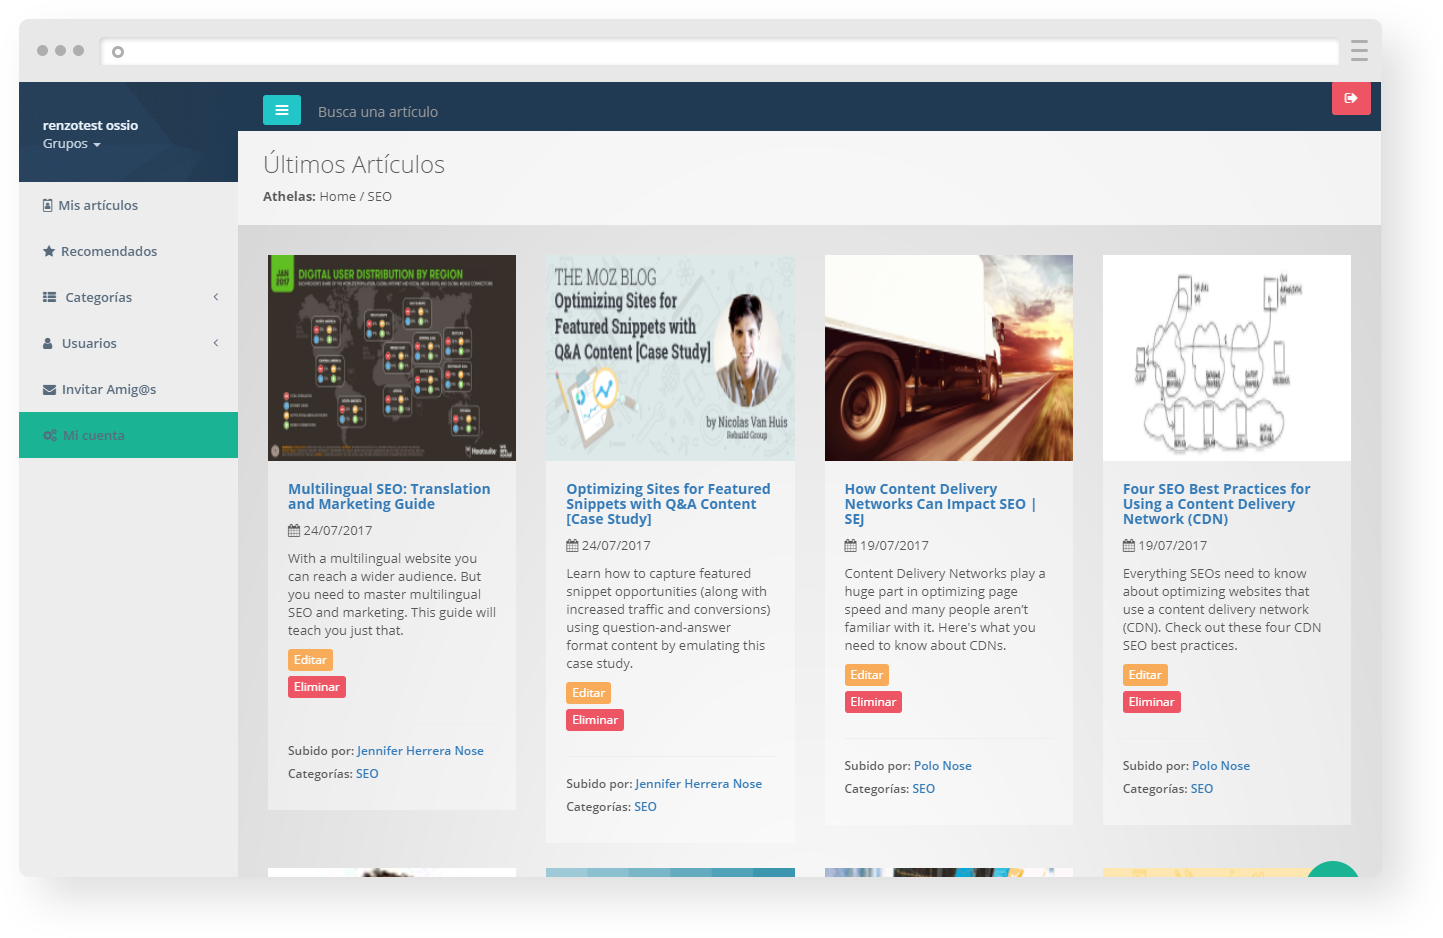 renzotest ossio
Grupos
Busca una artículo
Mis artículos
Recomendados
Categorías
Usuarios
Invitar Amig@s
Mi cuenta
Últimos Artículos
Athelas: Home / SEO
JAN
2017
DIGITAL USER DISTRIBUTION BY REGION
Hootsuite
Multilingual SEO: Translation
and Marketing Guide
24/07/2017
With a multilingual website you
can reach a wider audience. But
you need to master multilingual
SEO and marketing. This guide will
teach you just that.
Editar
Eliminar
Subido por: Jennifer Herrera Nose
Categorías: SEO
THE MOZ BLOG
Optimizing Sites for
Featured Snippets with
Q&A Content [Case Study]
by Nicolas Van Huis
Rebuild Group
Optimizing Sites for Featured
Snippets with Q&A Content
[Case Study]
24/07/2017
Learn how to capture featured
snippet opportunities (along with
increased traffic and conversions)
using question-and-answer
format content by emulating this
case study.
Editar
Eliminar
Subido por: Jennifer Herrera Nose
Categorías: SEO
How Content Delivery
Networks Can Impact SEO |
SEJ
19/07/2017
Content Delivery Networks play a
huge part in optimizing page
speed and many people aren't
familiar with it. Here's what you
need to know about CDNs.
Editar
Eliminar
Subido por: Polo Nose
Categorías: SEO
Four SEO Best Practices for
Using a Content Delivery
Network (CDN)
19/07/2017
Everything SEOs need to know
about optimizing websites that
use a content delivery network
(CDN). Check out these four CDN
SEO best practices.
Editar
Eliminar
Subido por: Polo Nose
Categorías: SEO